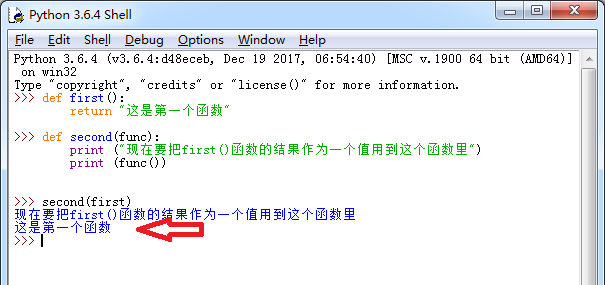 Python 3.6.4 Shell
File Edit Shell Debug Options Window Help
Python 3.6.4 (v3.6.4:d48eceb, Dec 19 2017, 06:54:40) [MSC v.1900 64 bit (AMD64)]
 on win32
Type "copyright", "credits" or "license()" for more information.
>>> def first():
        return "这是第一个函数"
>>> def second(func):
        print ("现在要把first()函数的结果作为一个值用到这个函数里")
        print (func())
>>> second(first)
现在要把first()函数的结果作为一个值用到这个函数里
这是第一个函数
>>>